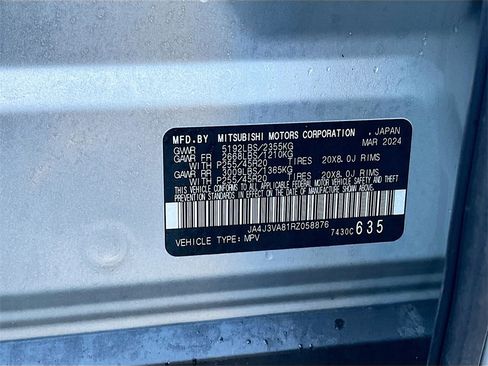 MFD.BY MITSUBISHI MOTORS CORPORATION , JAPAN
GVWR 5192LBS/2355KG MAR 2024
GAWR FR 2668LBS/1210KG
WITH P255/45R20 TIRES 20X8.0J RIMS
GAWR RR 3009LBS/1365KG
WITH P255/45R20 TIRES 20X8.0J RIMS
THIS VEHICLE CONFORMS TO ALL APPLICABLE FEDERAL MOTOR VEHICLE SAFETY AND THEFT
PREVENTION STANDARDS IN EFFECT ON THE DATE OF MANUFACTURE SHOWN ABOVE.
JA4J3VA81RZ058876
VEHICLE TYPE: MPV 7430C 635